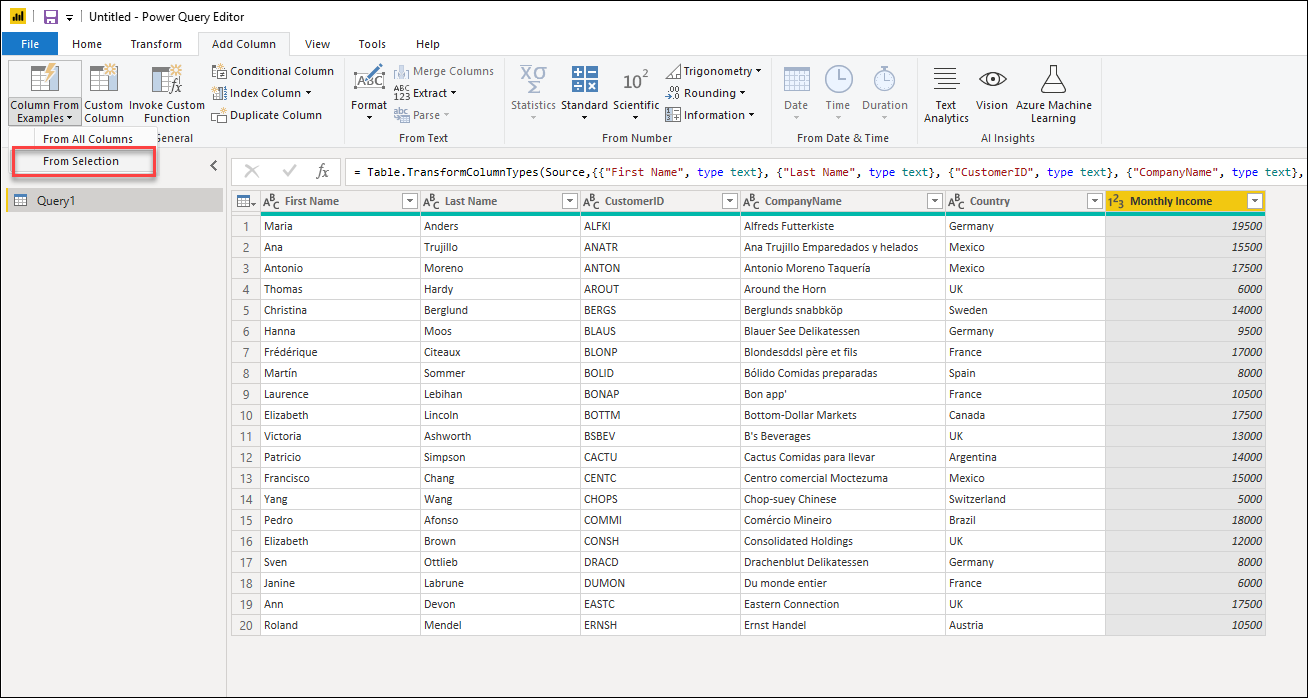 Untitled - Power Query Editor
File Home Transform Add Column View Tools Help
Column From Examples
Custom Column
Invoke Custom Function
Conditional Column
Index Column
Duplicate Column
General
Format
Merge Columns
ABC 123 Extract
abc Parse
From Text
Statistics
Standard
10² Scientific
Trigonometry
.00 Rounding
Information
From Number
Date
Time
Duration
From Date & Time
Text Analytics
Vision
Azure Machine Learning
AI Insights
From All Columns
From Selection
Query1
fx = Table.TransformColumnTypes(Source,{{"First Name", type text}, {"Last Name", type text}, {"CustomerID", type text}, {"CompanyName", type text},
ABC First Name ABC Last Name ABC CustomerID ABC CompanyName ABC Country 123 Monthly Income
1 Maria Anders ALFKI Alfreds Futterkiste Germany 19500
2 Ana Trujillo ANATR Ana Trujillo Emparedados y helados Mexico 15500
3 Antonio Moreno ANTON Antonio Moreno Taquería Mexico 17500
4 Thomas Hardy AROUT Around the Horn UK 6000
5 Christina Berglund BERGS Berglunds snabbköp Sweden 14000
6 Hanna Moos BLAUS Blauer See Delikatessen Germany 9500
7 Frédérique Citeaux BLONP Blondesddsl père et fils France 17000
8 Martín Sommer BOLID Bólido Comidas preparadas Spain 8000
9 Laurence Lebihan BONAP Bon app' France 10500
10 Elizabeth Lincoln BOTTM Bottom-Dollar Markets Canada 17500
11 Victoria Ashworth BSBEV B's Beverages UK 13000
12 Patricio Simpson CACTU Cactus Comidas para llevar Argentina 14000
13 Francisco Chang CENTC Centro comercial Moctezuma Mexico 15000
14 Yang Wang CHOPS Chop-suey Chinese Switzerland 5000
15 Pedro Afonso COMMI Comércio Mineiro Brazil 18000
16 Elizabeth Brown CONSH Consolidated Holdings UK 12000
17 Sven Ottlieb DRACD Drachenblut Delikatessen Germany 8000
18 Janine Labrune DUMON Du monde entier France 6000
19 Ann Devon EASTC Eastern Connection UK 17500
20 Roland Mendel ERNSH Ernst Handel Austria 10500